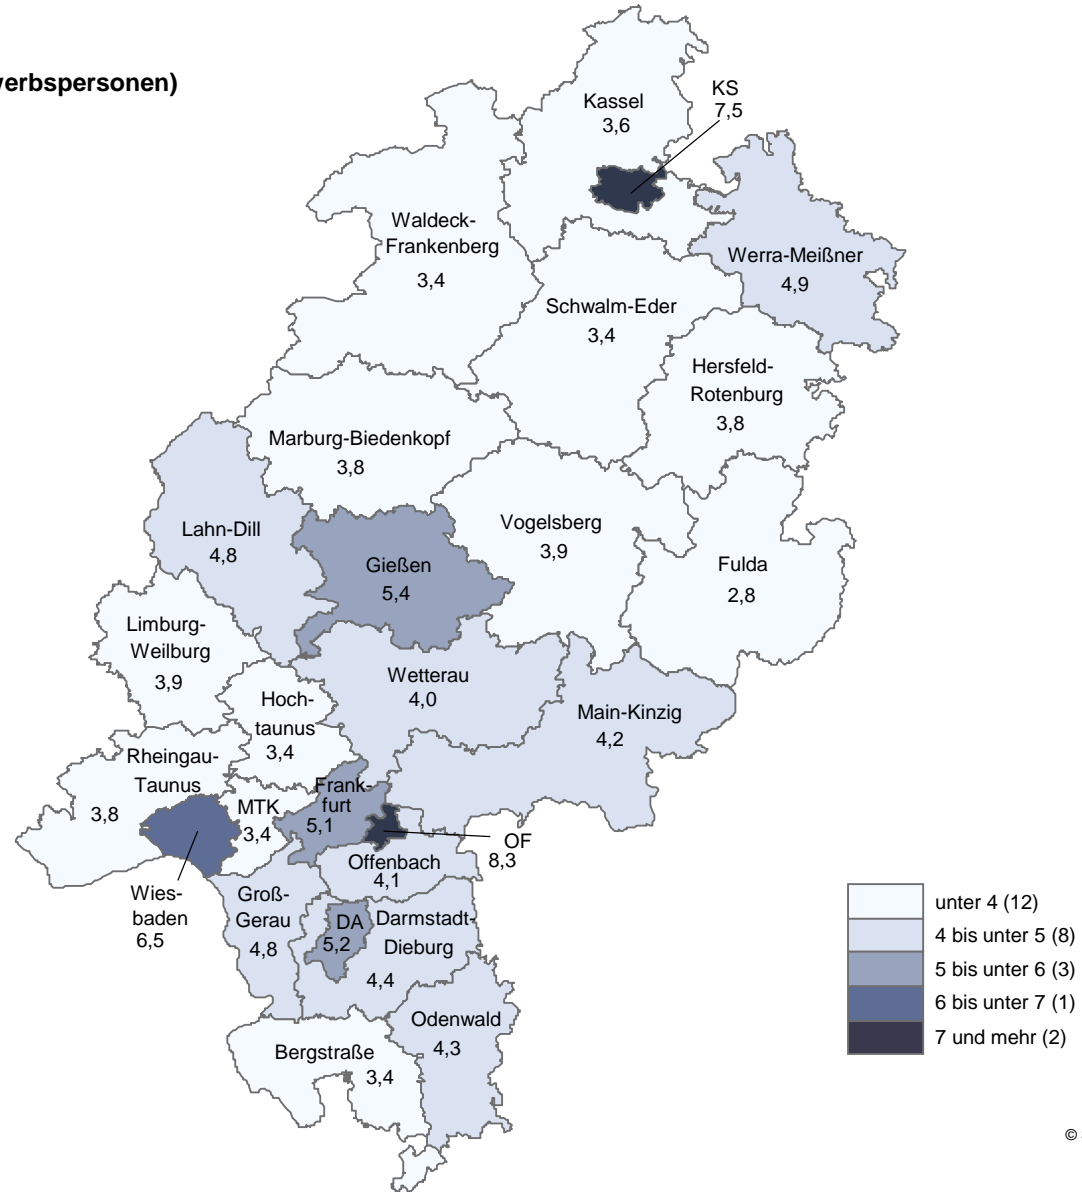 werbspersonen)
KS
7,5
Kassel
3,6
Waldeck-
Frankenberg
3,4
Werra-Meißner
4,9
Schwalm-Eder
3,4
Hersfeld-
Rotenburg
3,8
Marburg-Biedenkopf
3,8
Lahn-Dill
4,8
Vogelsberg
3,9
Gießen
5,4
Fulda
2,8
Limburg-
Weilburg
3,9
Wetterau
4,0
Hoch-
taunus
3,4
Main-Kinzig
4,2
Rheingau-
Taunus
3,8
Frank-
furt
5,1
MTK
3,4
OF
8,3
Offenbach
4,1
Wies-
baden
6,5
Groß-
Gerau
4,8
DA
5,2
Darmstadt-
Dieburg
4,4
Odenwald
4,3
Bergstraße
3,4
unter 4 (12)
4 bis unter 5 (8)
5 bis unter 6 (3)
6 bis unter 7 (1)
7 und mehr (2)
©